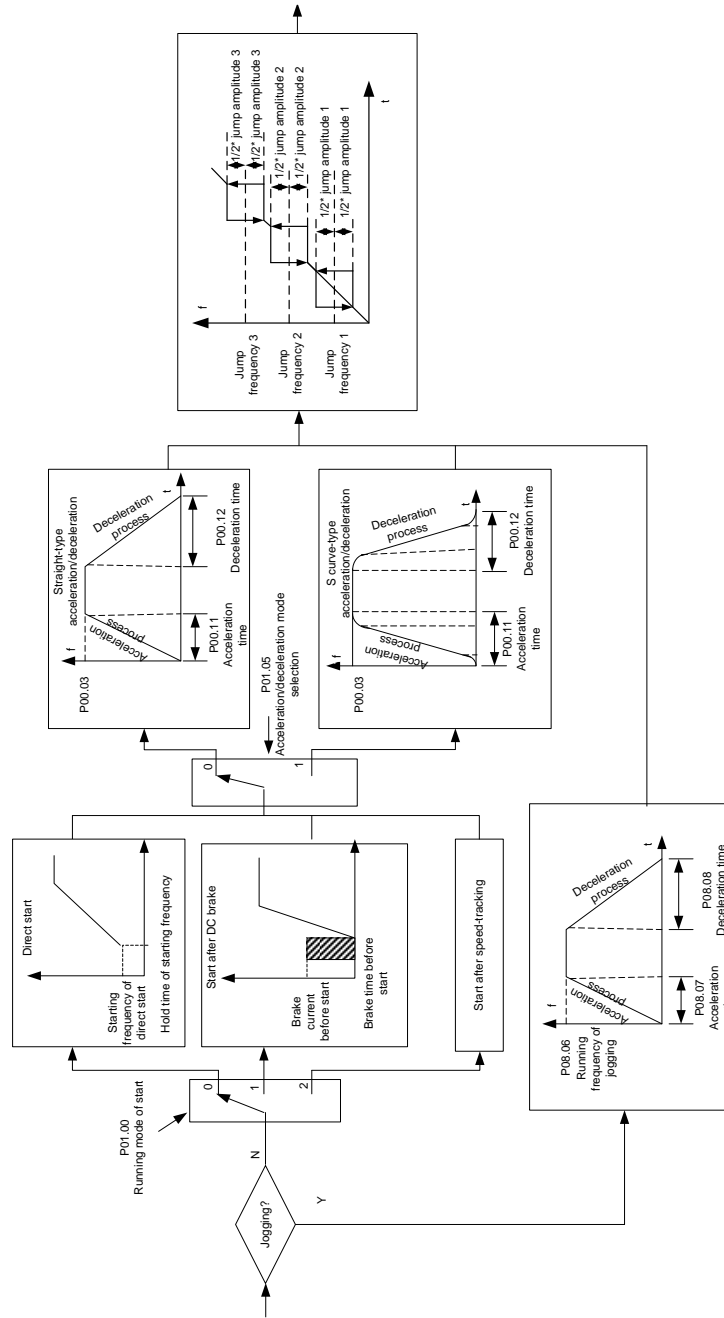 Jogging?
N
Y
P01.00
Running mode of start
0
1
2
Direct start
Starting
frequency of
direct start
Hold time of starting frequency
Start after DC brake
Brake
current
before start
Brake time before
start
Start after speed-tracking
P01.05
Acceleration/deceleration mode
selection
0
1
Straight-type
acceleration/deceleration
f
P00.03
Acceleration
process
Deceleration
process
t
P00.11
Acceleration
time
P00.12
Deceleration time
S curve-type
acceleration/deceleration
f
P00.03
Acceleration
process
Deceleration
process
t
P00.11
Acceleration
time
P00.12
Deceleration time
f
P08.06
Running
frequency of
jogging
Acceleration
process
Deceleration
process
t
P08.07
Acceleration
P08.08
Deceleration time
f
Jump
frequency 3
Jump
frequency 2
Jump
frequency 1
1/2* jump amplitude 3
1/2* jump amplitude 3
1/2* jump amplitude 2
1/2* jump amplitude 2
1/2* jump amplitude 1
1/2* jump amplitude 1
t